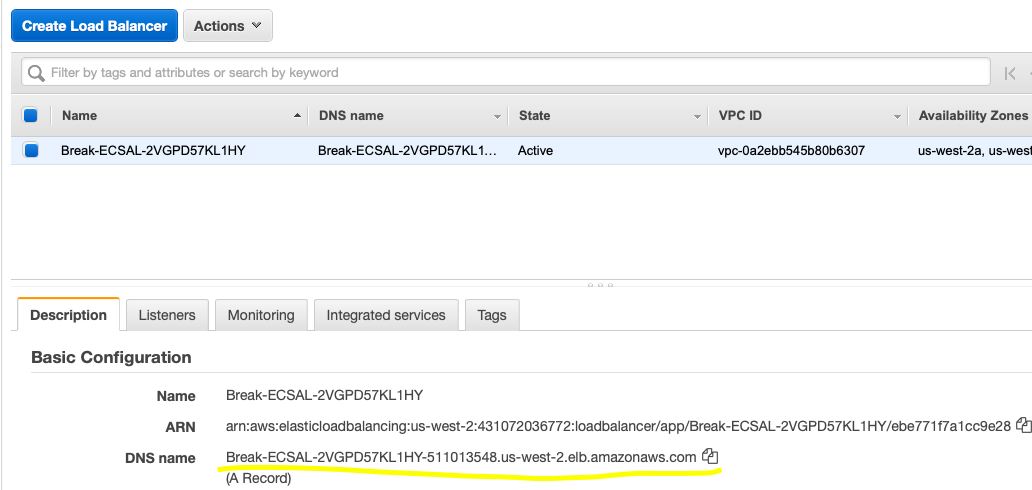 Create Load Balancer Actions
Filter by tags and attributes or search by keyword
Name DNS name State VPC ID Availability Zones
Break-ECSAL-2VGPD57KL1HY Break-ECSAL-2VGPD57KL1... Active vpc-0a2ebb545b80b6307 us-west-2a, us-west
Description Listeners Monitoring Integrated services Tags
Basic Configuration
Name Break-ECSAL-2VGPD57KL1HY
ARN arn:aws:elasticloadbalancing:us-west-2:431072036772:loadbalancer/app/Break-ECSAL-2VGPD57KL1HY/ebe771f7a1cc9e28
DNS name Break-ECSAL-2VGPD57KL1HY-511013548.us-west-2.elb.amazonaws.com
(A Record)